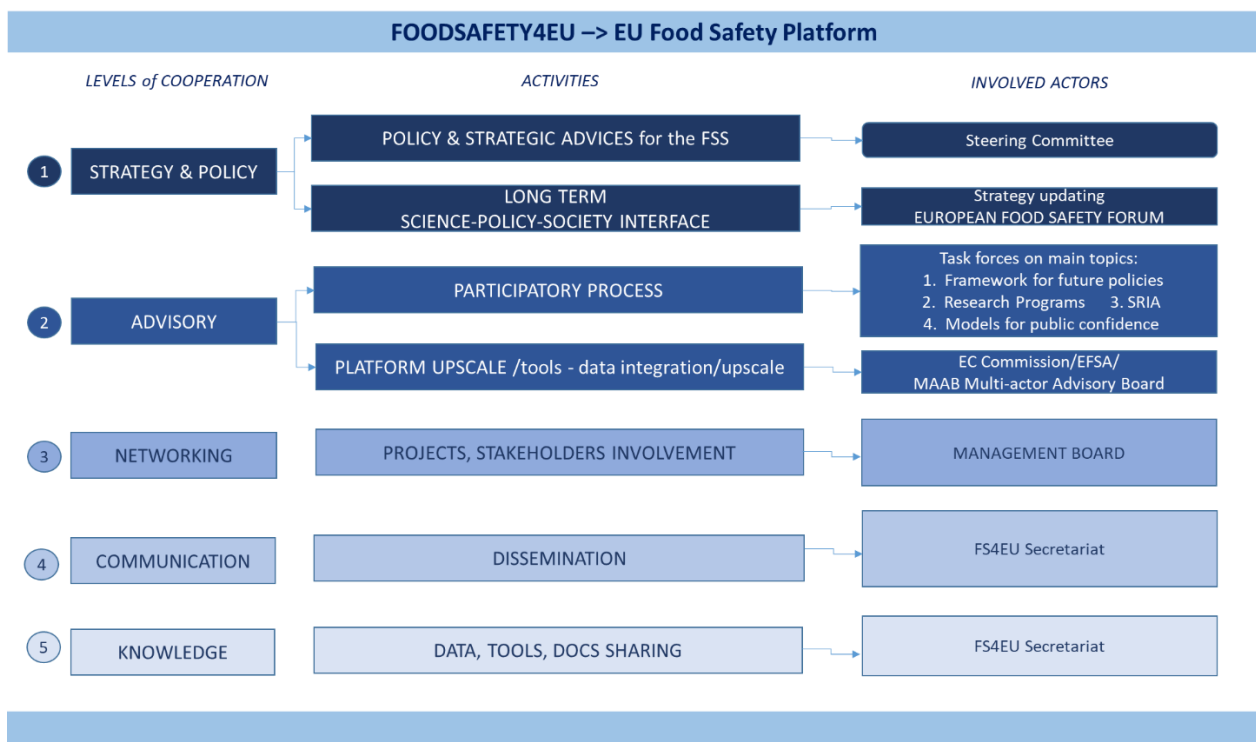 FOODSAFETY4EU –> EU Food Safety Platform
LEVELS of COOPERATION
ACTIVITIES
INVOLVED ACTORS
1
STRATEGY & POLICY
POLICY & STRATEGIC ADVICES for the FSS
Steering Committee
LONG TERM
SCIENCE-POLICY-SOCIETY INTERFACE
Strategy updating
EUROPEAN FOOD SAFETY FORUM
2
ADVISORY
PARTICIPATORY PROCESS
Task forces on main topics:
1. Framework for future policies
2. Research Programs 3. SRIA
4. Models for public confidence
PLATFORM UPSCALE /tools - data integration/upscale
EC Commission/EFSA/
MAAB Multi-actor Advisory Board
3
NETWORKING
PROJECTS, STAKEHOLDERS INVOLVEMENT
MANAGEMENT BOARD
4
COMMUNICATION
DISSEMINATION
FS4EU Secretariat
5
KNOWLEDGE
DATA, TOOLS, DOCS SHARING
FS4EU Secretariat